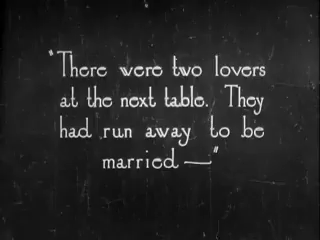 "There were two lovers
at the next table. They
had run away to be
married —"